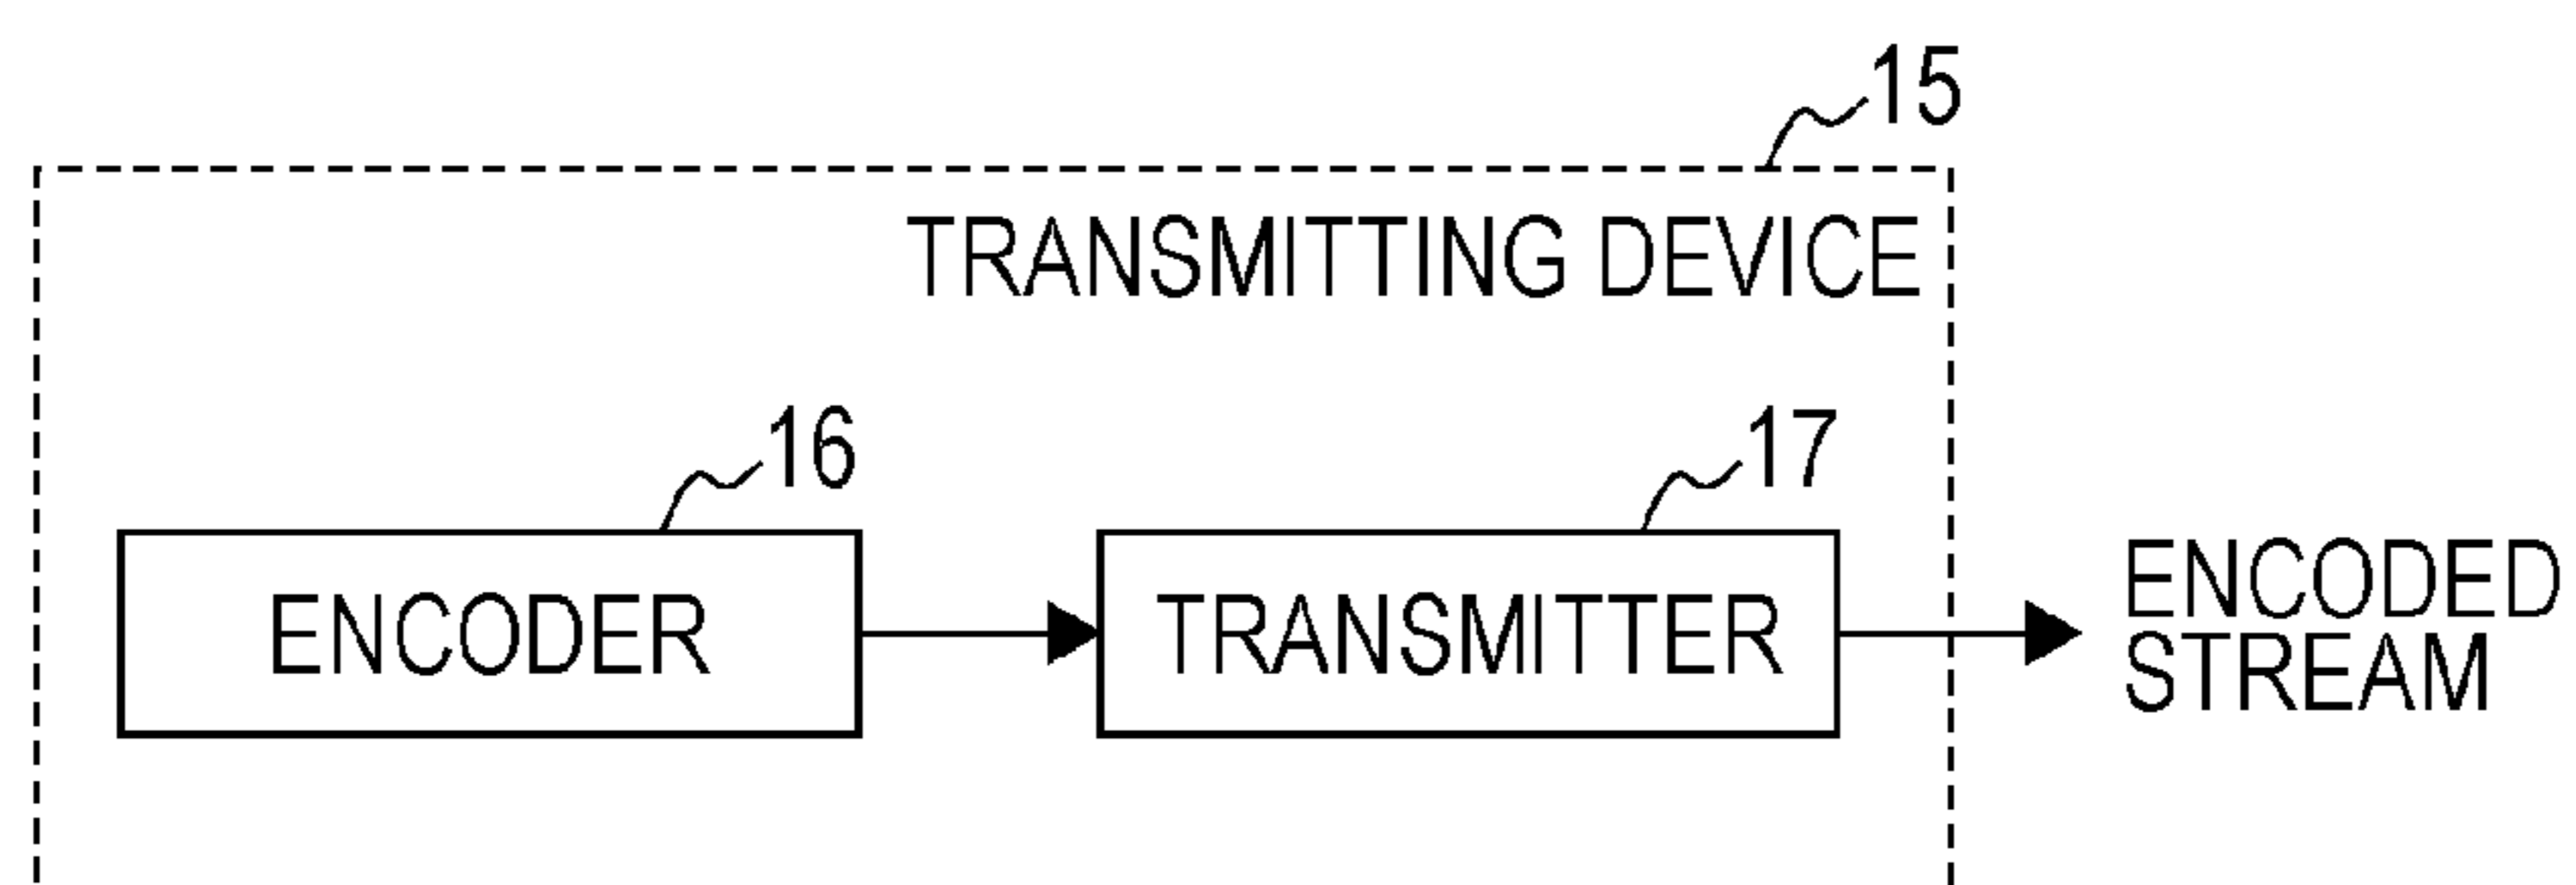 15
TRANSMITTING DEVICE
16
17
ENCODER
TRANSMITTER
ENCODED
STREAM